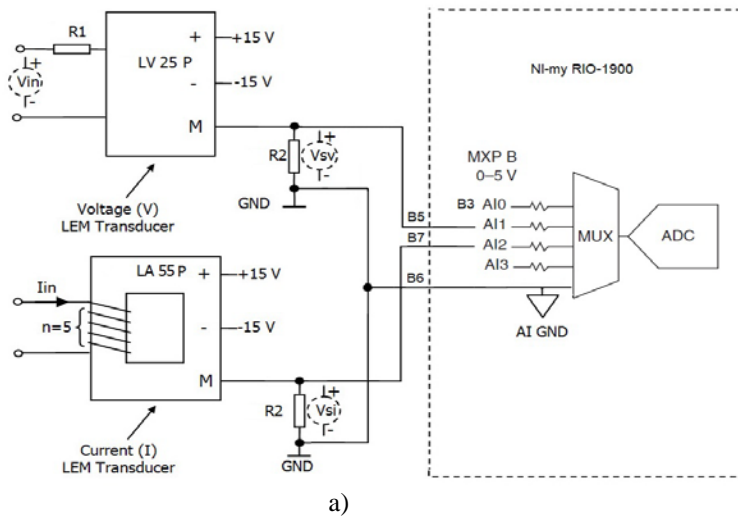 R1
Vin
+
-
LV 25 P
+
+15 V
-
-15 V
M
R2
+
Vsv
-
GND
Voltage (V)
LEM Transducer
Iin
n=5
LA 55 P
+
+15 V
-
-15 V
M
R2
+
Vsi
-
GND
Current (I)
LEM Transducer
NI-my RIO-1900
MXP B
0–5 V
B3 AI0
B5 AI1
B7 AI2
AI3
B6
MUX
ADC
AI GND
a)